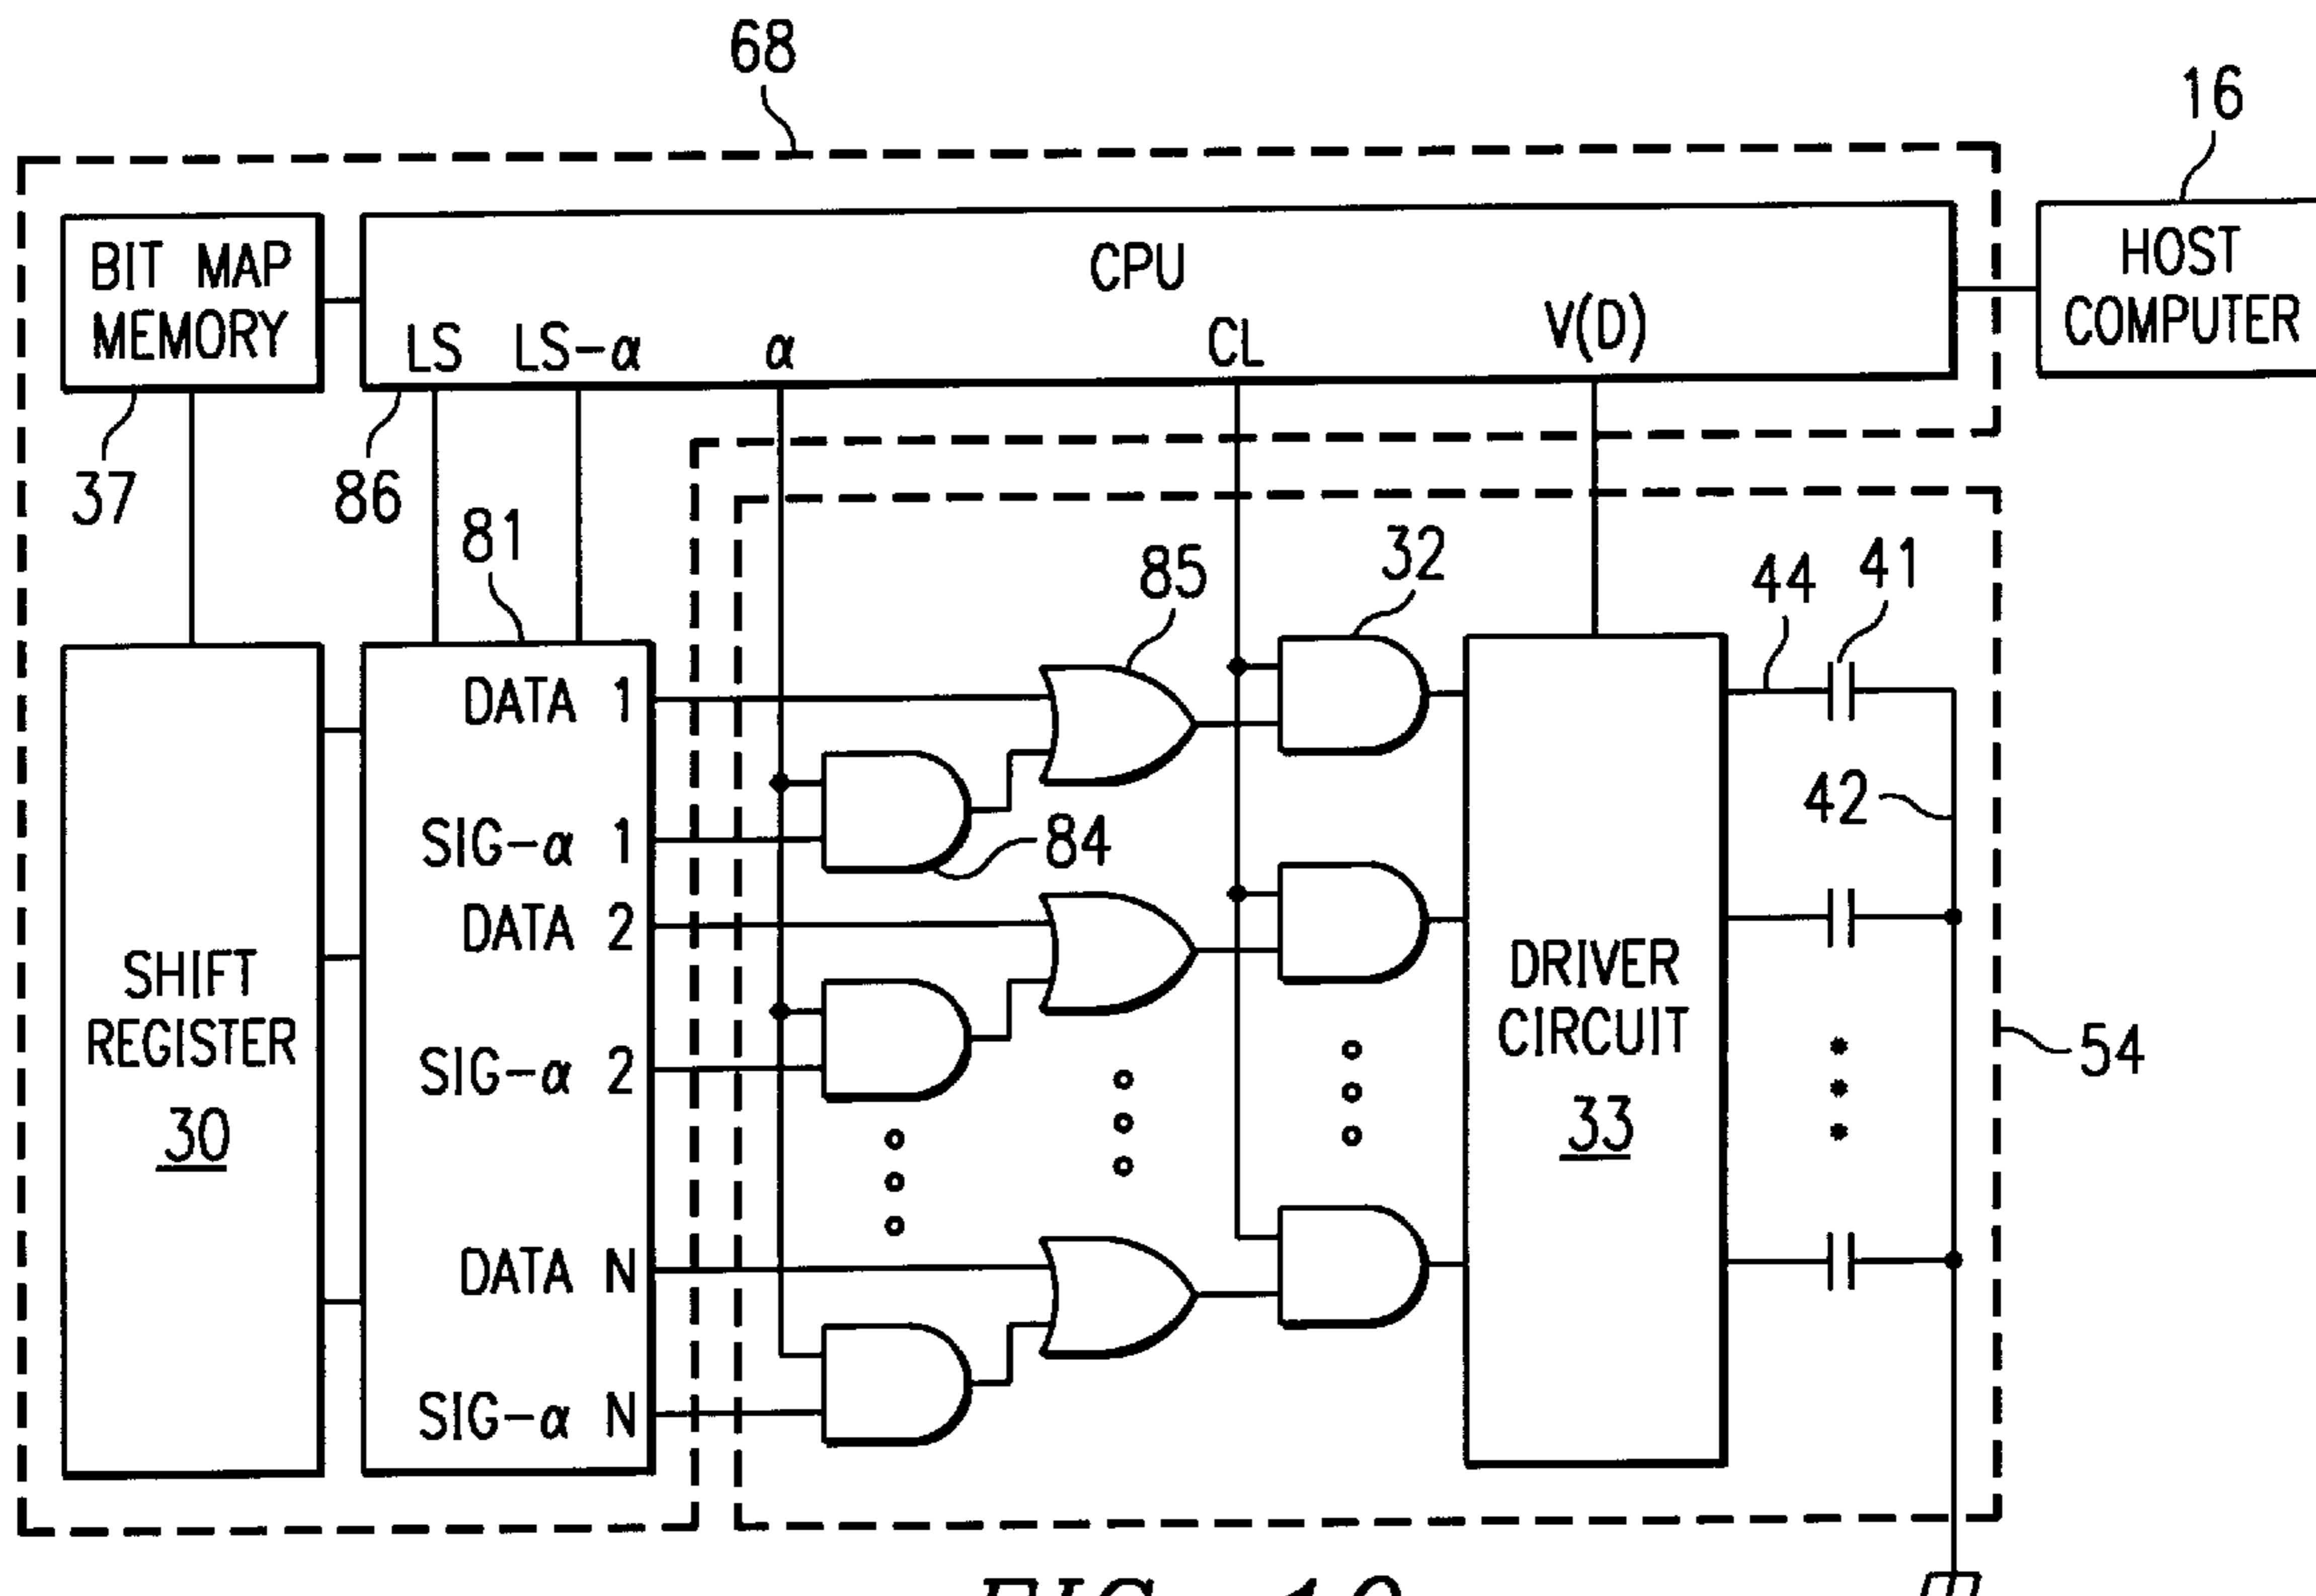 68
16
BIT MAP
MEMORY
CPU
LS
LS-α
α
CL
V(D)
HOST
COMPUTER
37
86
81
85
32
44
41
DATA 1
SIG-α 1
84
42
DATA 2
SIG-α 2
SHIFT
REGISTER
30
DRIVER
CIRCUIT
33
54
DATA N
SIG-α N